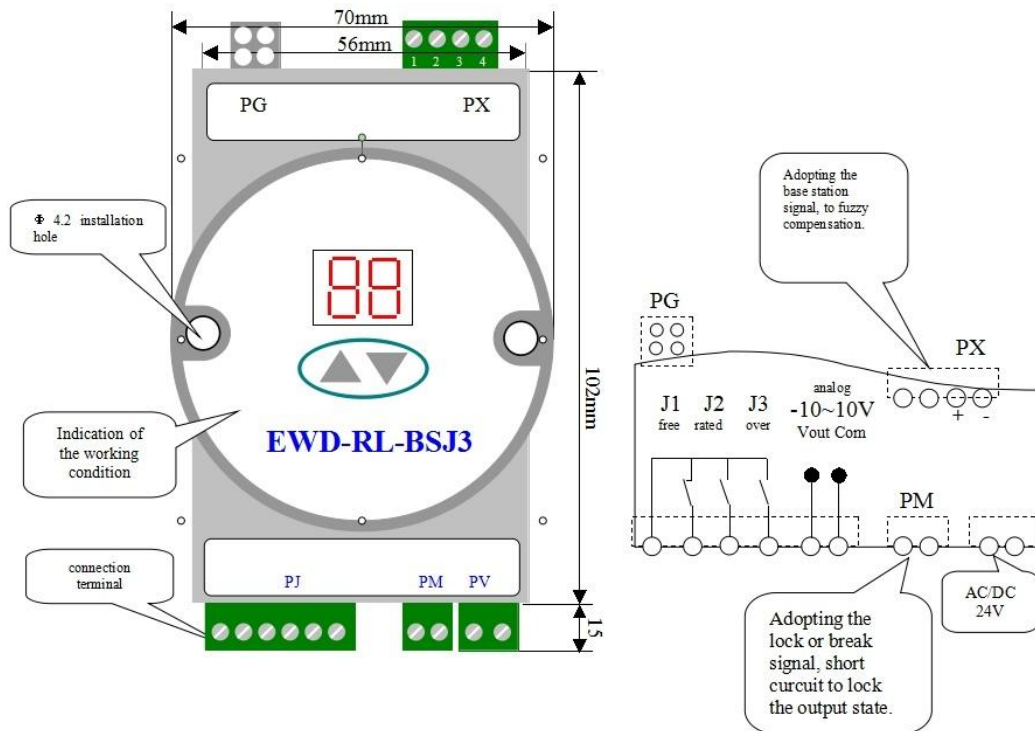 70mm
56mm
1 2 3 4
PG PX
Φ 4.2 installation
hole
88
102mm
Indication of
the working
condition
EWD-RL-BSJ3
connection
terminal
PJ PM PV
15
Adopting the
base station
signal, to fuzzy
compensation.
PG
PX
+ -
J1 J2 J3
free rated over
analog
-10~10V
Vout Com
PM
AC/DC
24V
Adopting the
lock or break
signal, short
curcuit to lock
the output state.